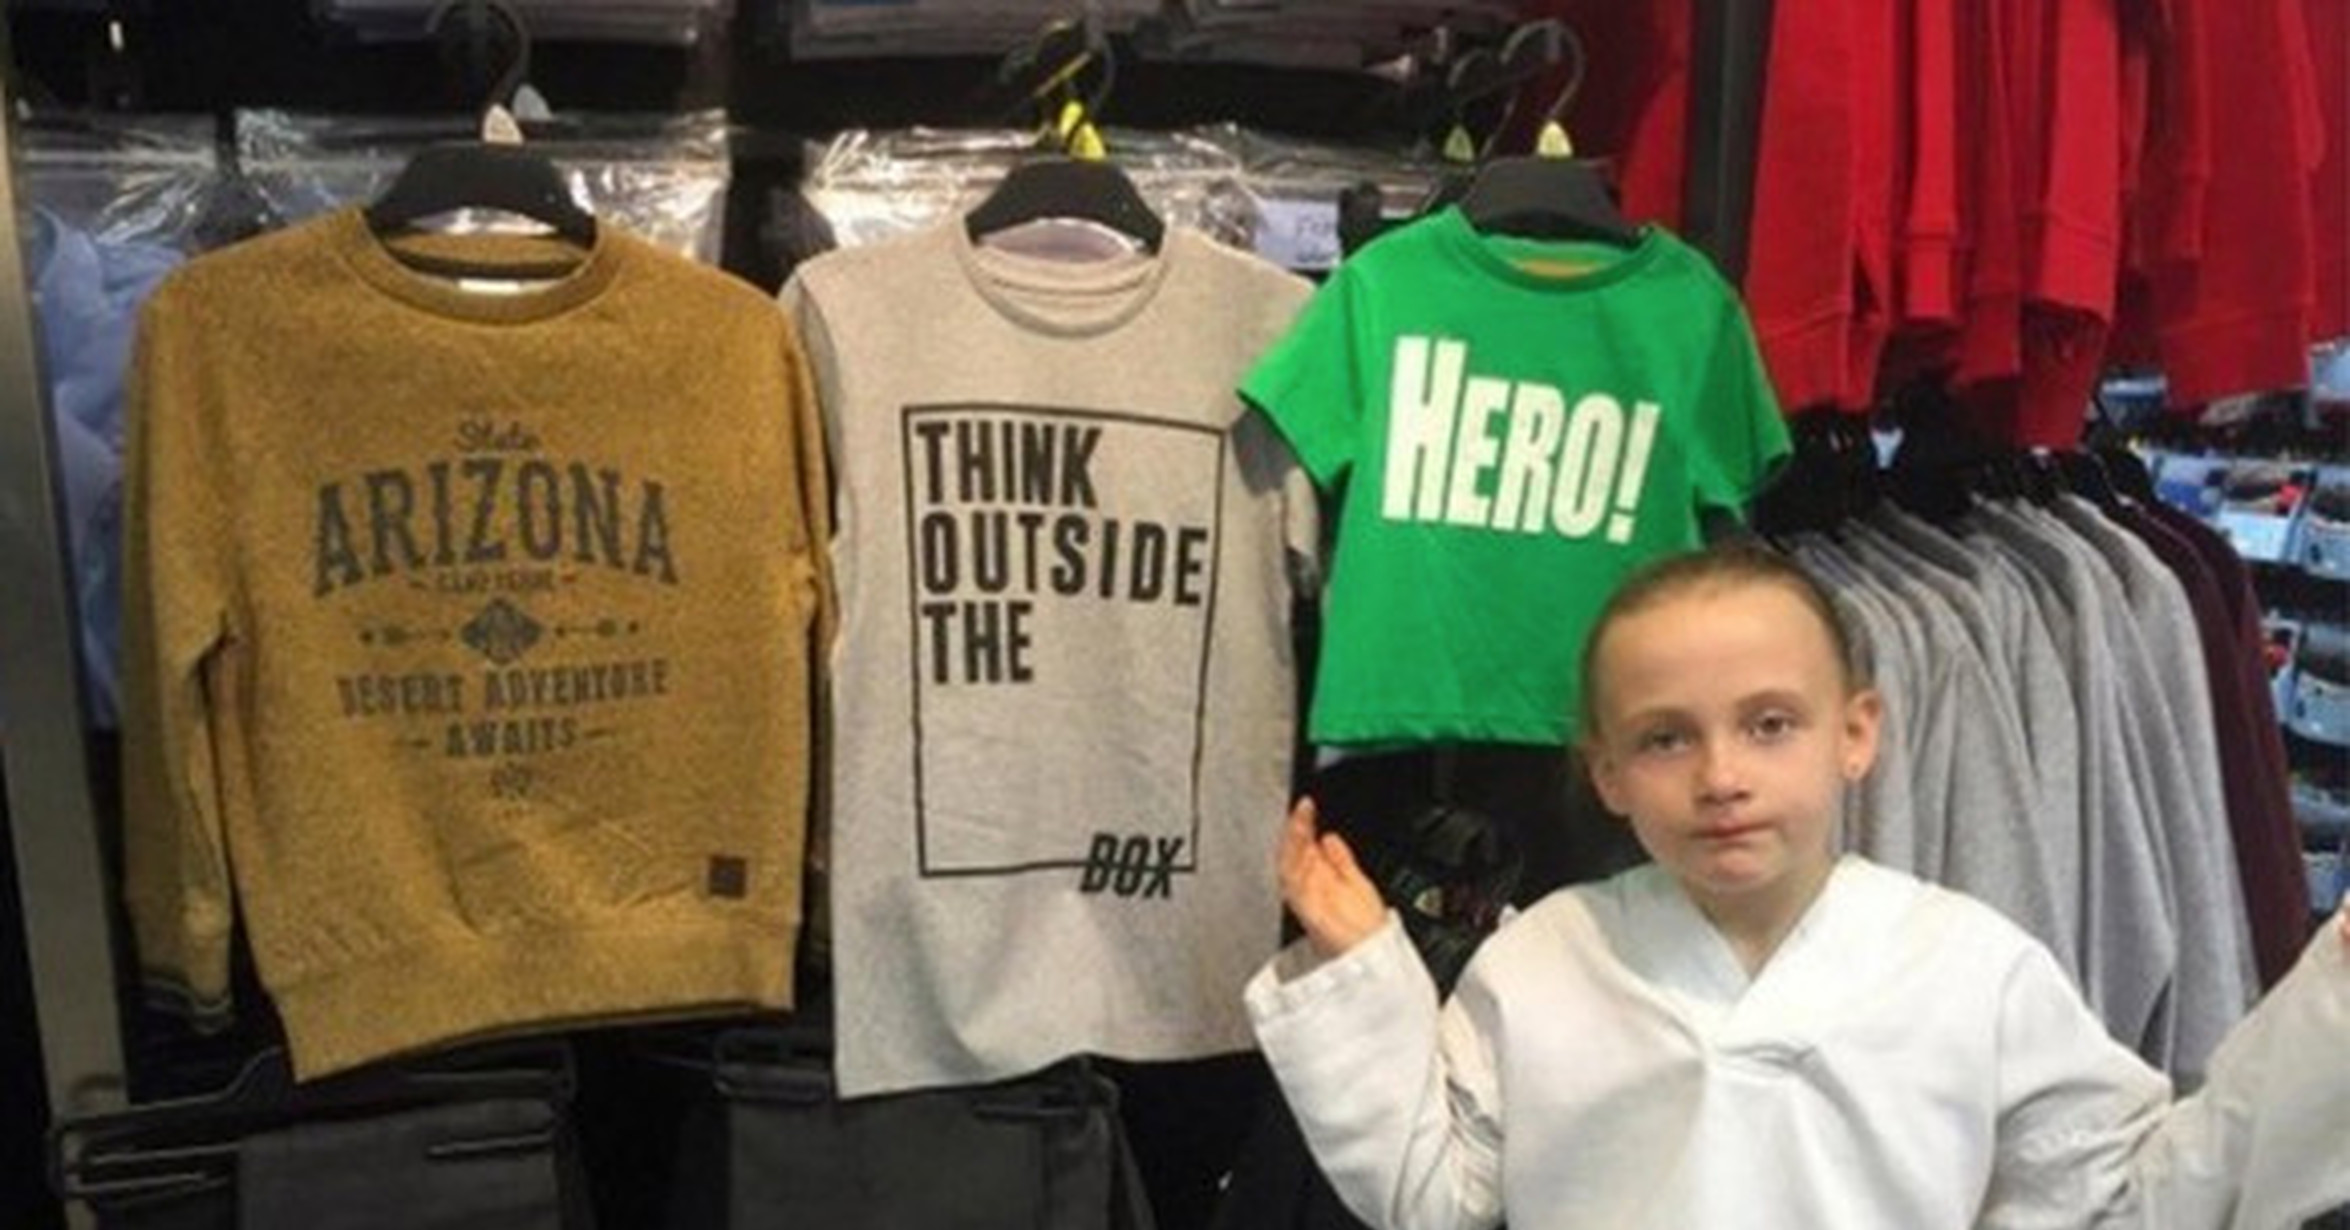 State
ARIZONA
DESERT ADVENTURE
- AWAITS -
THINK
OUTSIDE
THE
BOX
HERO!